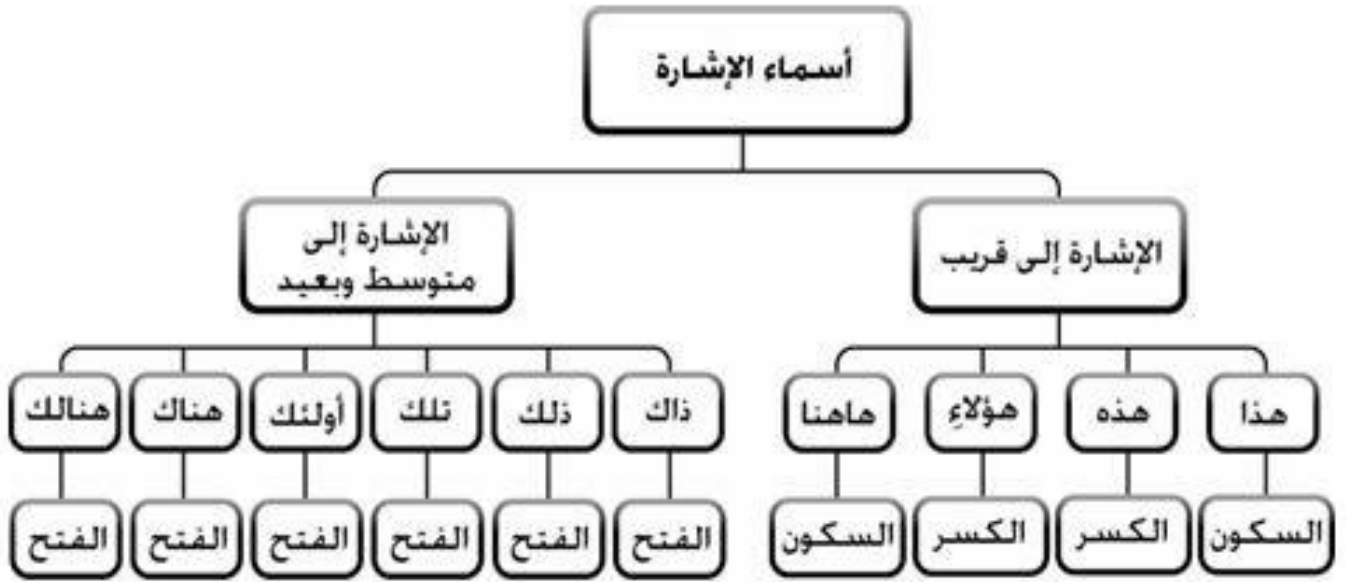 أسماء الإشارة
الإشارة إلى قريب
الإشارة إلى
متوسط وبعيد
هذا
هذه
هؤلاءِ
هاهنا
ذاك
ذلك
تلك
أولئك
هناك
هنالك
السكون
الكسر
الكسر
السكون
الفتح
الفتح
الفتح
الفتح
الفتح
الفتح